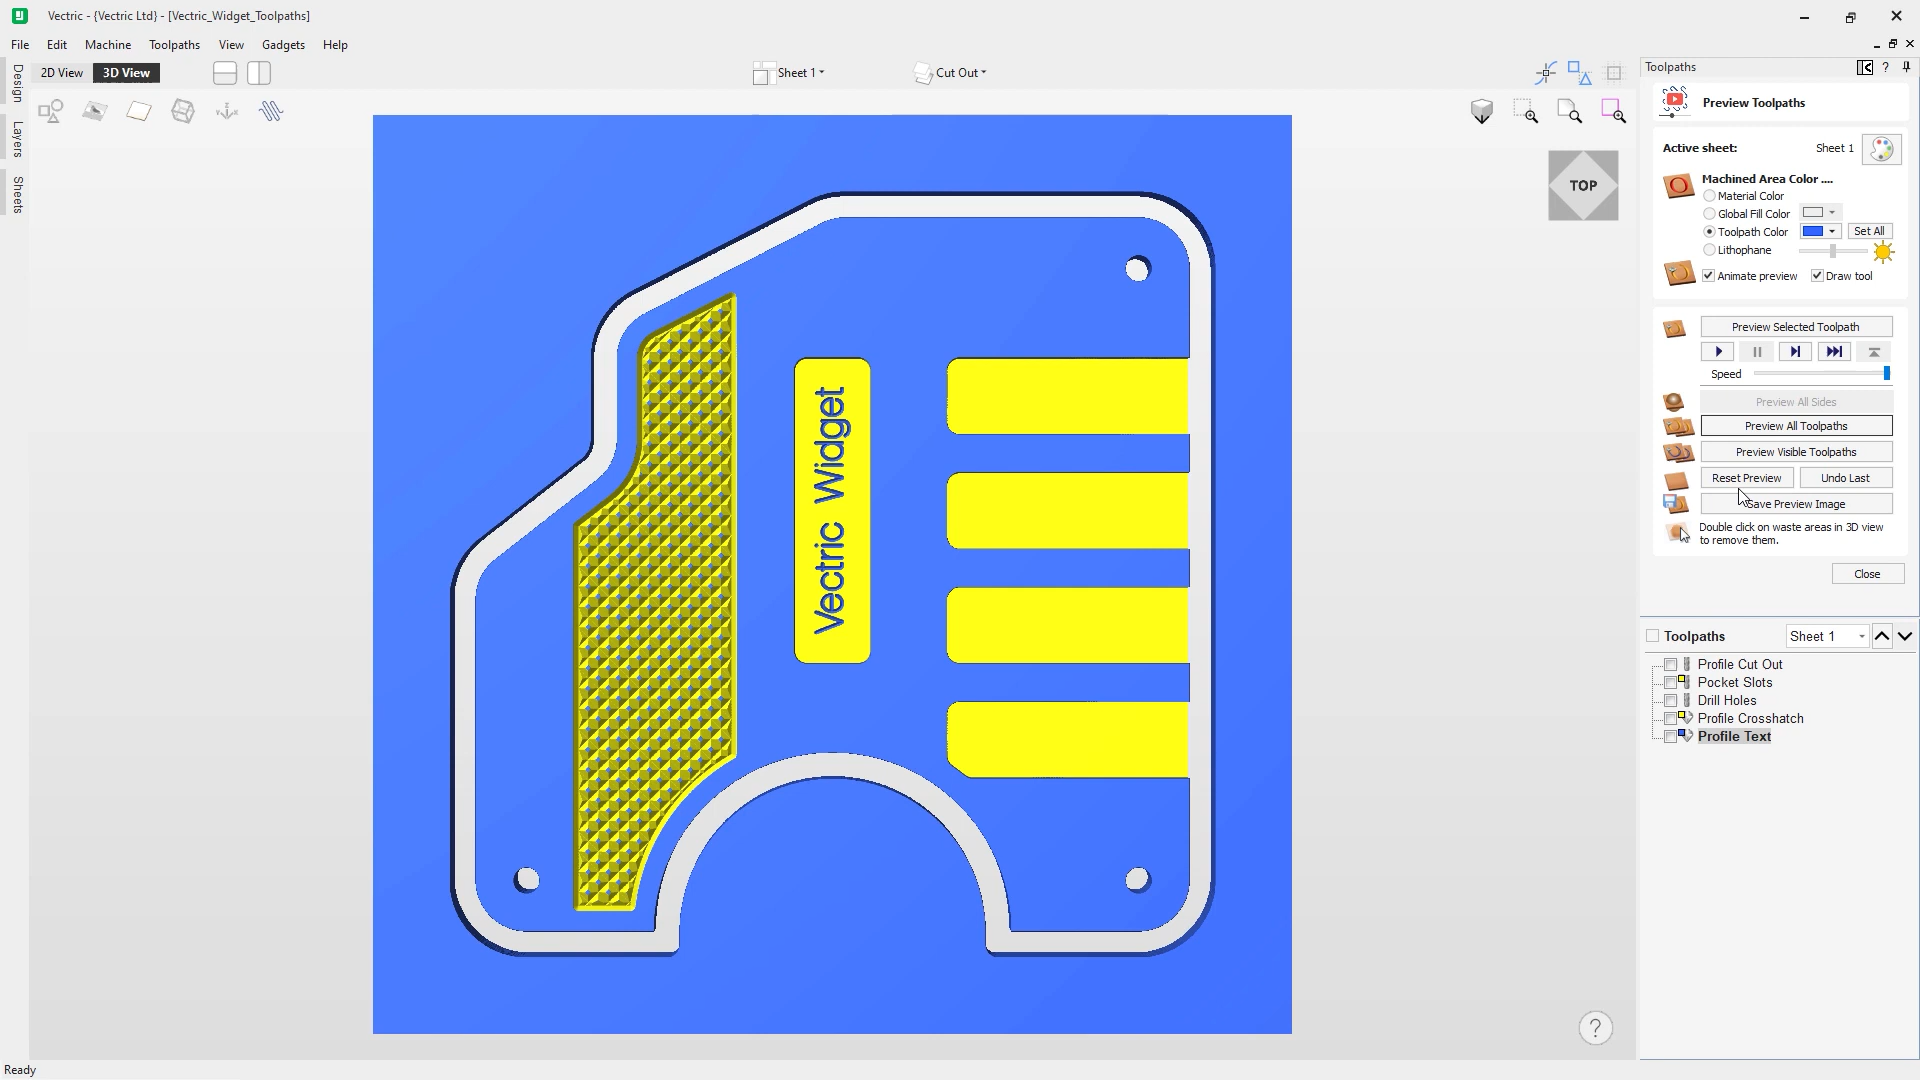 Vectric - {Vectric Ltd} - [Vectric_Widget_Toolpaths]
File Edit Machine Toolpaths View Gadgets Help
Design
Layers
Sheets
2D View 3D View
Sheet 1
Cut Out
TOP
Vectric Widget
Toolpaths
?
Preview Toolpaths
Active sheet: Sheet 1
Machined Area Color ....
Material Color
Global Fill Color
Toolpath Color Set All
Lithophane
Animate preview Draw tool
Preview Selected Toolpath
Speed
Preview All Sides
Preview All Toolpaths
Preview Visible Toolpaths
Reset Preview Undo Last
Save Preview Image
Double click on waste areas in 3D view
to remove them.
Close
Toolpaths Sheet 1
Profile Cut Out
Pocket Slots
Drill Holes
Profile Crosshatch
Profile Text
?
Ready